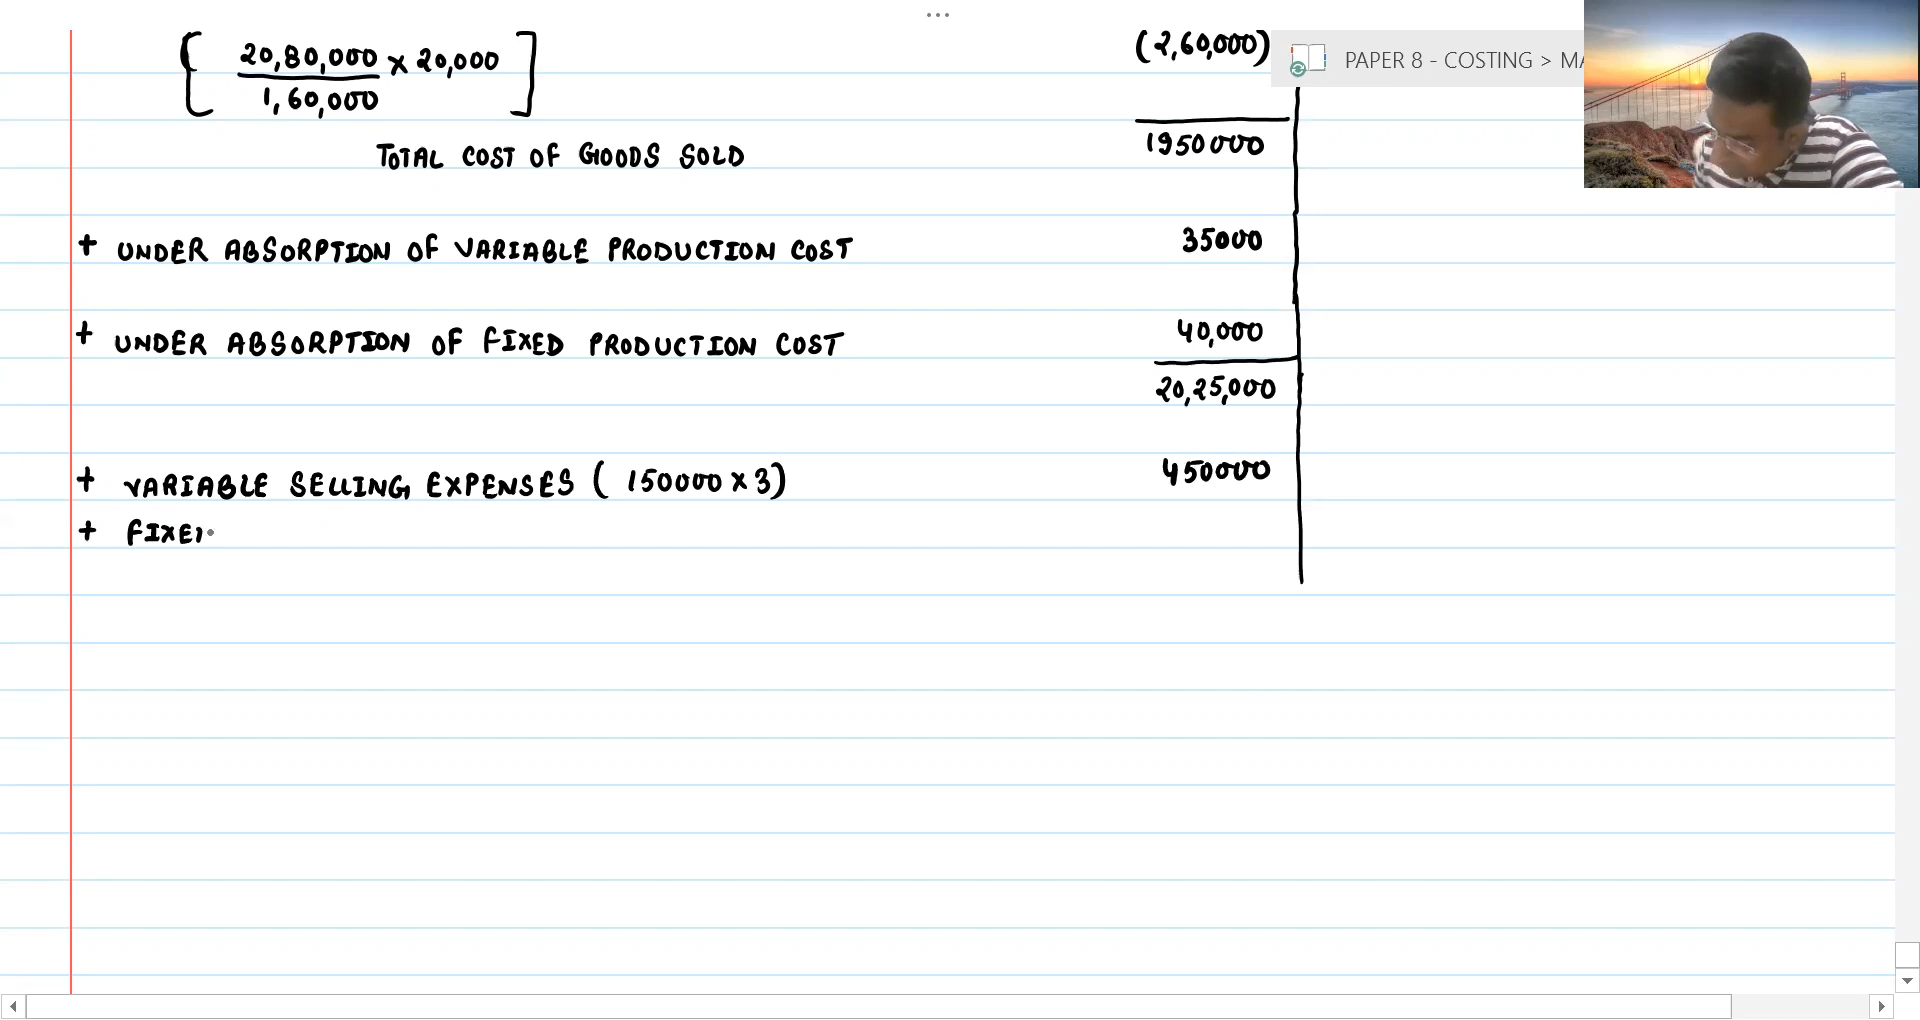 ...
[ 20,80,000 / 1,60,000 × 20,000 ] (2,60,000)
PAPER 8 - COSTING > MA
TOTAL COST OF GOODS SOLD 1950000
+ UNDER ABSORPTION OF VARIABLE PRODUCTION COST 35000
+ UNDER ABSORPTION OF FIXED PRODUCTION COST 40,000
20,25,000
+ VARIABLE SELLING EXPENSES ( 150000 × 3) 450000
+ FIXE